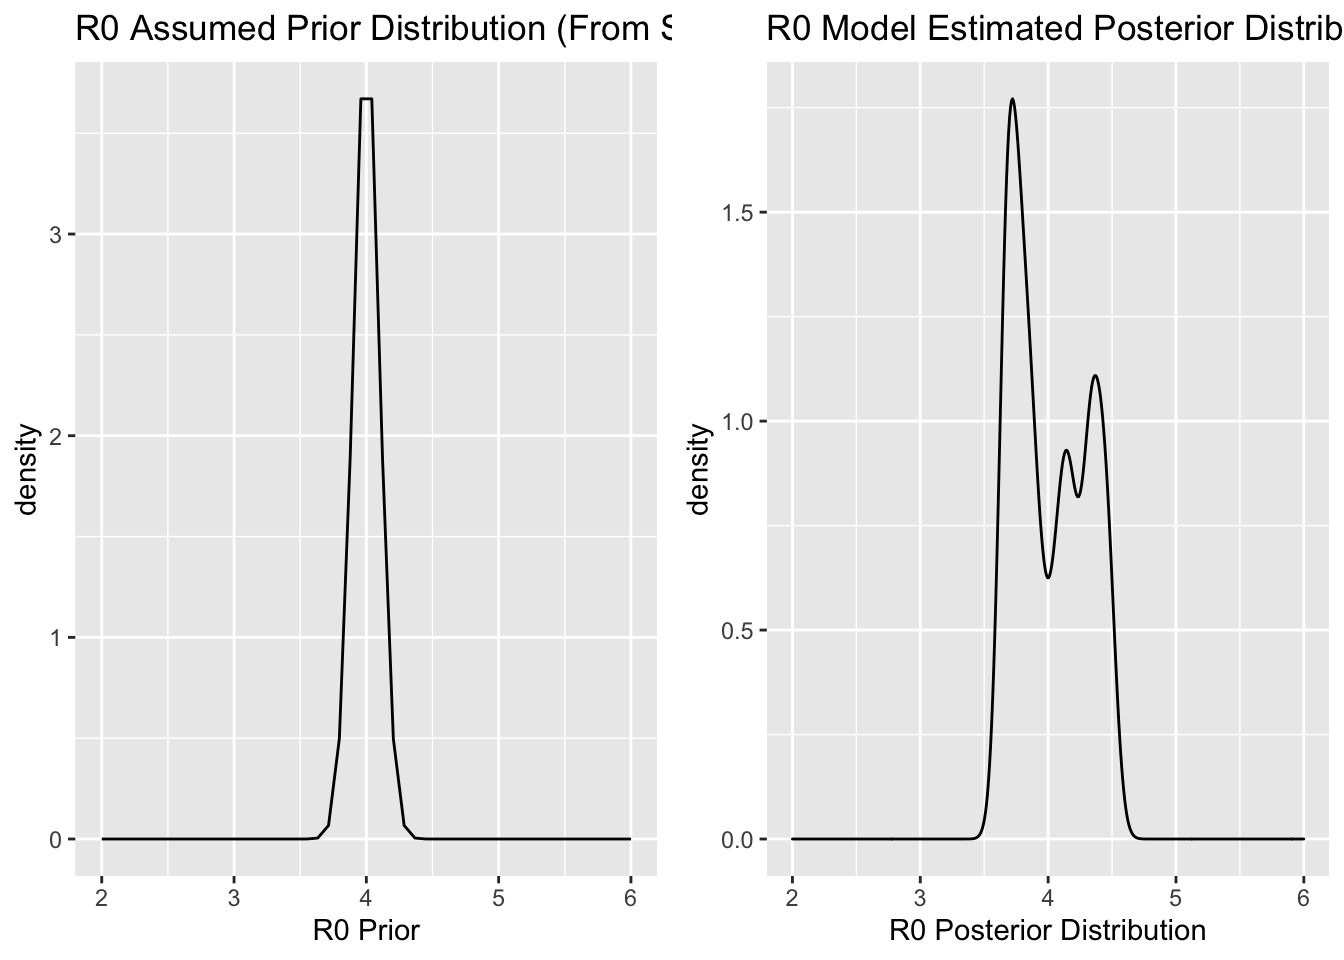 R0 Assumed Prior Distribution (From
density
3
2
1
0
2 3 4 5 6
R0 Prior
R0 Model Estimated Posterior Distrib
density
1.5
1.0
0.5
0.0
2 3 4 5 6
R0 Posterior Distribution